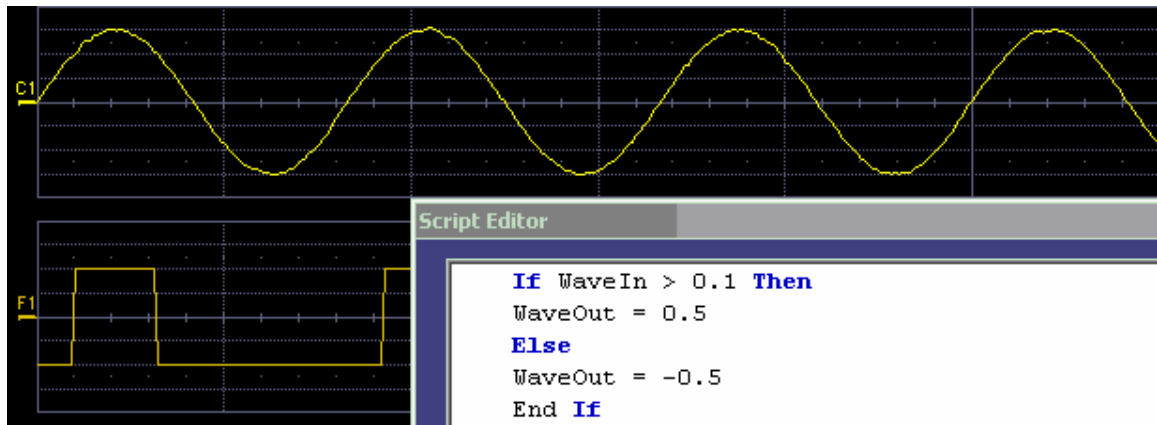 C1
F1
Script Editor
If WaveIn > 0.1 Then
WaveOut = 0.5
Else
WaveOut = -0.5
End If